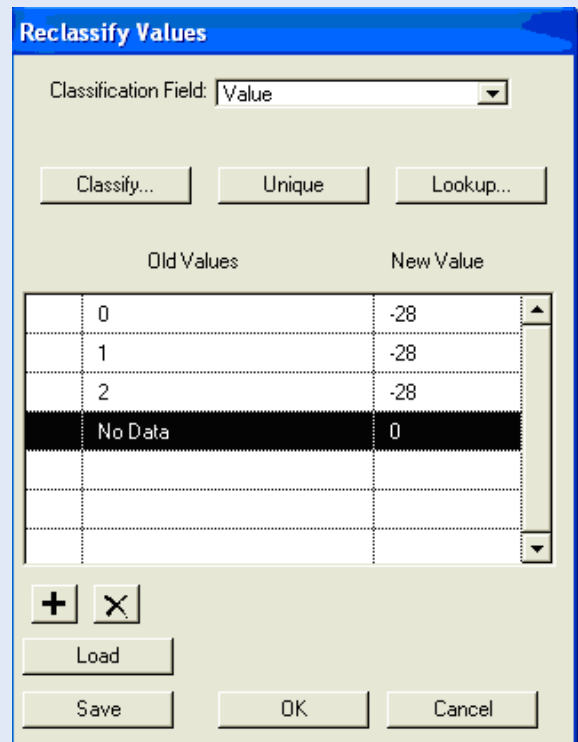 Reclassify Values
Classification Field: Value
Classify... Unique Lookup...
Old Values New Value
0 -28
1 -28
2 -28
No Data 0
Load
Save OK Cancel